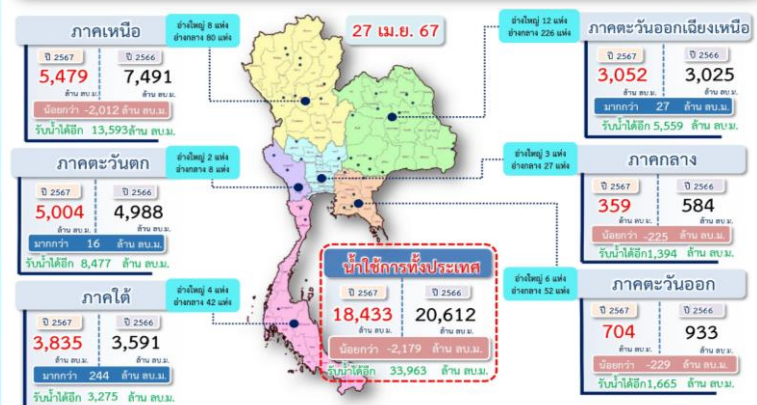 27 เม.ย. 67
ภาคเหนือ
อ่างใหญ่ 8 แห่ง
อ่างกลาง 80 แห่ง
ปี 2567 ปี 2566
5,479 7,491
ล้าน ลบ.ม. ล้าน ลบ.ม.
น้อยกว่า -2,012 ล้าน ลบ.ม.
รับน้ำได้อีก 13,593ล้าน ลบ.ม.
ภาคตะวันตก
อ่างใหญ่ 2 แห่ง
อ่างกลาง 8 แห่ง
ปี 2567 ปี 2566
5,004 4,988
ล้าน ลบ.ม. ล้าน ลบ.ม.
มากกว่า 16 ล้าน ลบ.ม.
รับน้ำได้อีก 8,477 ล้าน ลบ.ม.
ภาคใต้
อ่างใหญ่ 4 แห่ง
อ่างกลาง 42 แห่ง
ปี 2567 ปี 2566
3,835 3,591
ล้าน ลบ.ม. ล้าน ลบ.ม.
มากกว่า 244 ล้าน ลบ.ม.
รับน้ำได้อีก 3,275 ล้าน ลบ.ม.
น้ำใช้การทั้งประเทศ
ปี 2567 ปี 2566
18,433 20,612
ล้าน ลบ.ม. ล้าน ลบ.ม.
น้อยกว่า -2,179 ล้าน ลบ.ม.
รับน้ำได้อีก 33,963 ล้าน ลบ.ม.
อ่างใหญ่ 12 แห่ง
อ่างกลาง 226 แห่ง
ภาคตะวันออกเฉียงเหนือ
ปี 2567 ปี 2566
3,052 3,025
ล้าน ลบ.ม. ล้าน ลบ.ม.
มากกว่า 27 ล้าน ลบ.ม.
รับน้ำได้อีก 5,559 ล้าน ลบ.ม.
อ่างใหญ่ 3 แห่ง
อ่างกลาง 27 แห่ง
ภาคกลาง
ปี 2567 ปี 2566
359 584
ล้าน ลบ.ม. ล้าน ลบ.ม.
น้อยกว่า -225 ล้าน ลบ.ม.
รับน้ำได้อีก1,394 ล้าน ลบ.ม.
อ่างใหญ่ 6 แห่ง
อ่างกลาง 52 แห่ง
ภาคตะวันออก
ปี 2567 ปี 2566
704 933
ล้าน ลบ.ม. ล้าน ลบ.ม.
น้อยกว่า -229 ล้าน ลบ.ม.
รับน้ำได้อีก1,665 ล้าน ลบ.ม.